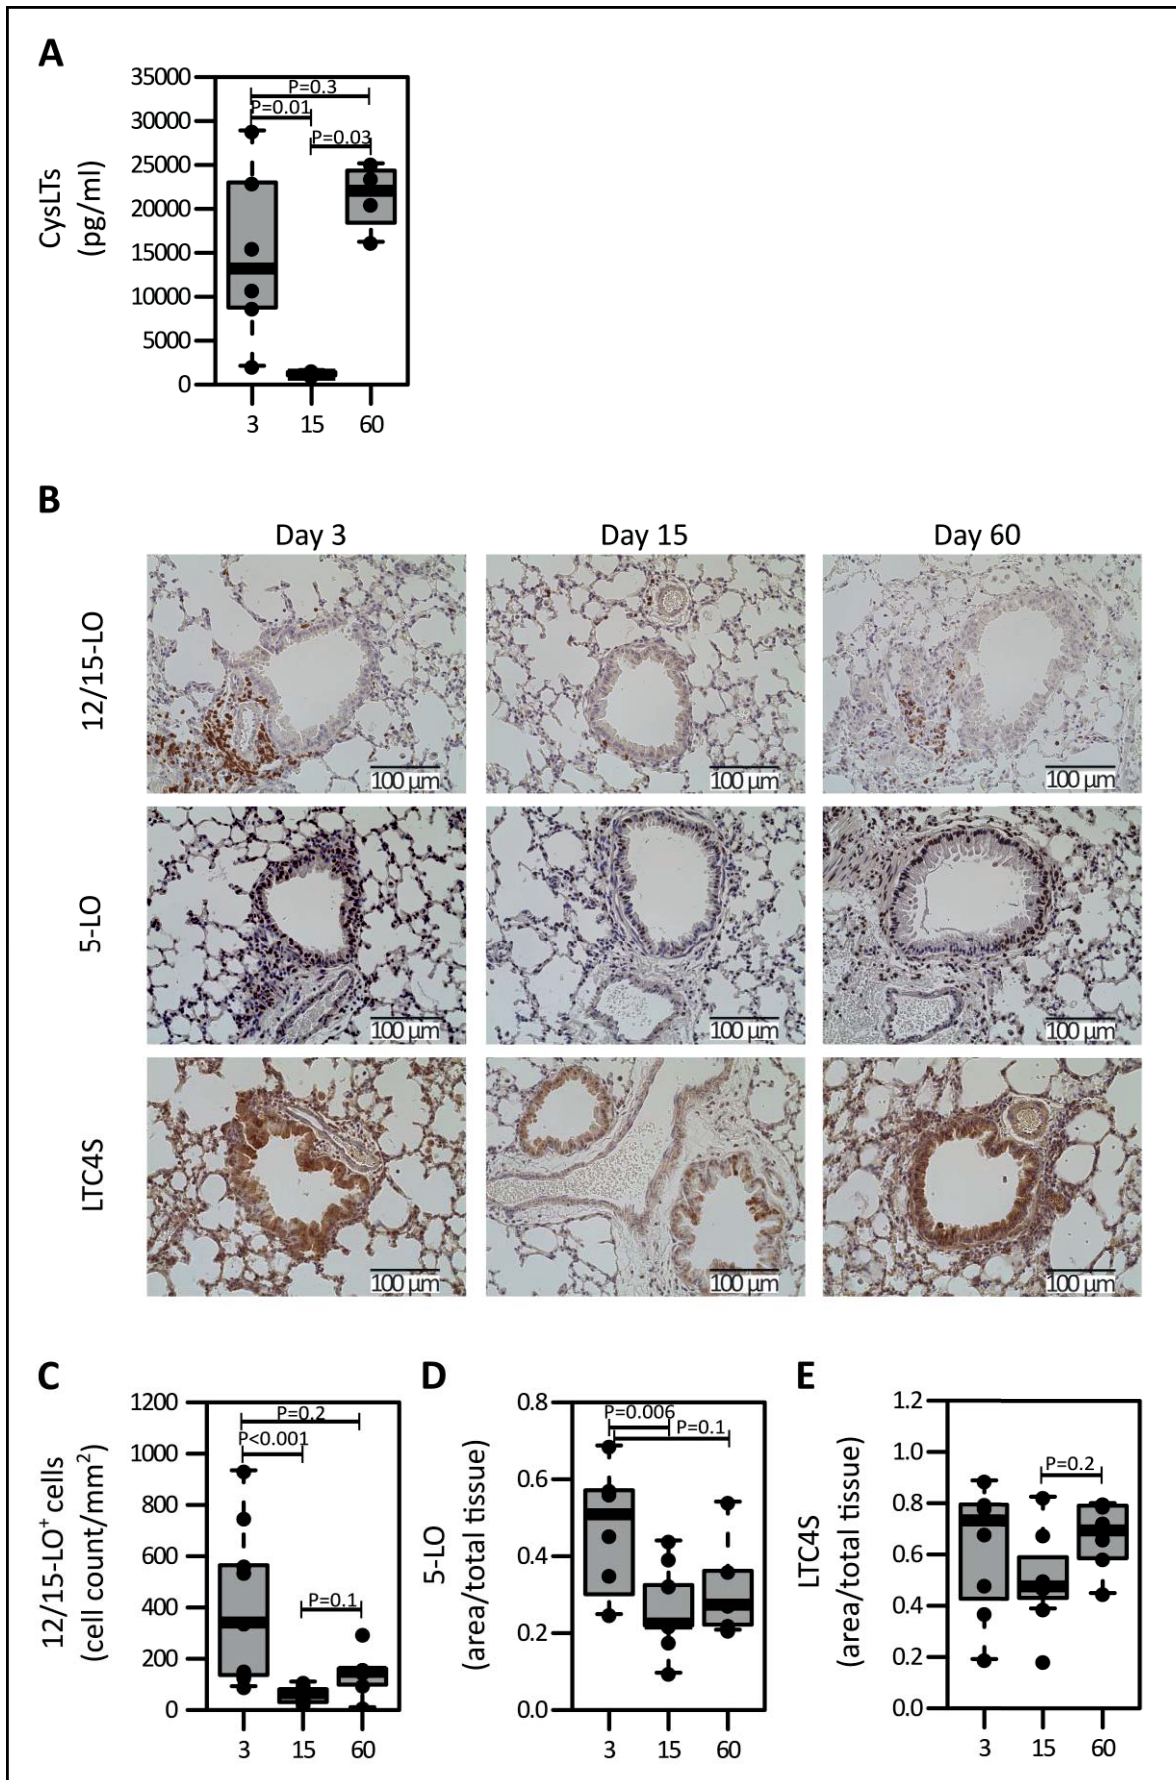 A
CysLTs
(pg/ml)
35000
30000
25000
20000
15000
10000
5000
0
P=0.3
P=0.01
P=0.03
3 15 60
B
Day 3 Day 15 Day 60
12/15-LO
100 µm 100 µm 100 µm
5-LO
100 µm 100 µm 100 µm
LTC4S
100 µm 100 µm 100 µm
C
12/15-LO⁺ cells
(cell count/mm²)
1200
1000
800
600
400
200
0
P=0.2
P<0.001
P=0.1
3 15 60
D
5-LO
(area/total tissue)
0.8
0.6
0.4
0.2
0.0
P=0.006
P=0.1
3 15 60
E
LTC4S
(area/total tissue)
1.2
1.0
0.8
0.6
0.4
0.2
0.0
P=0.2
3 15 60